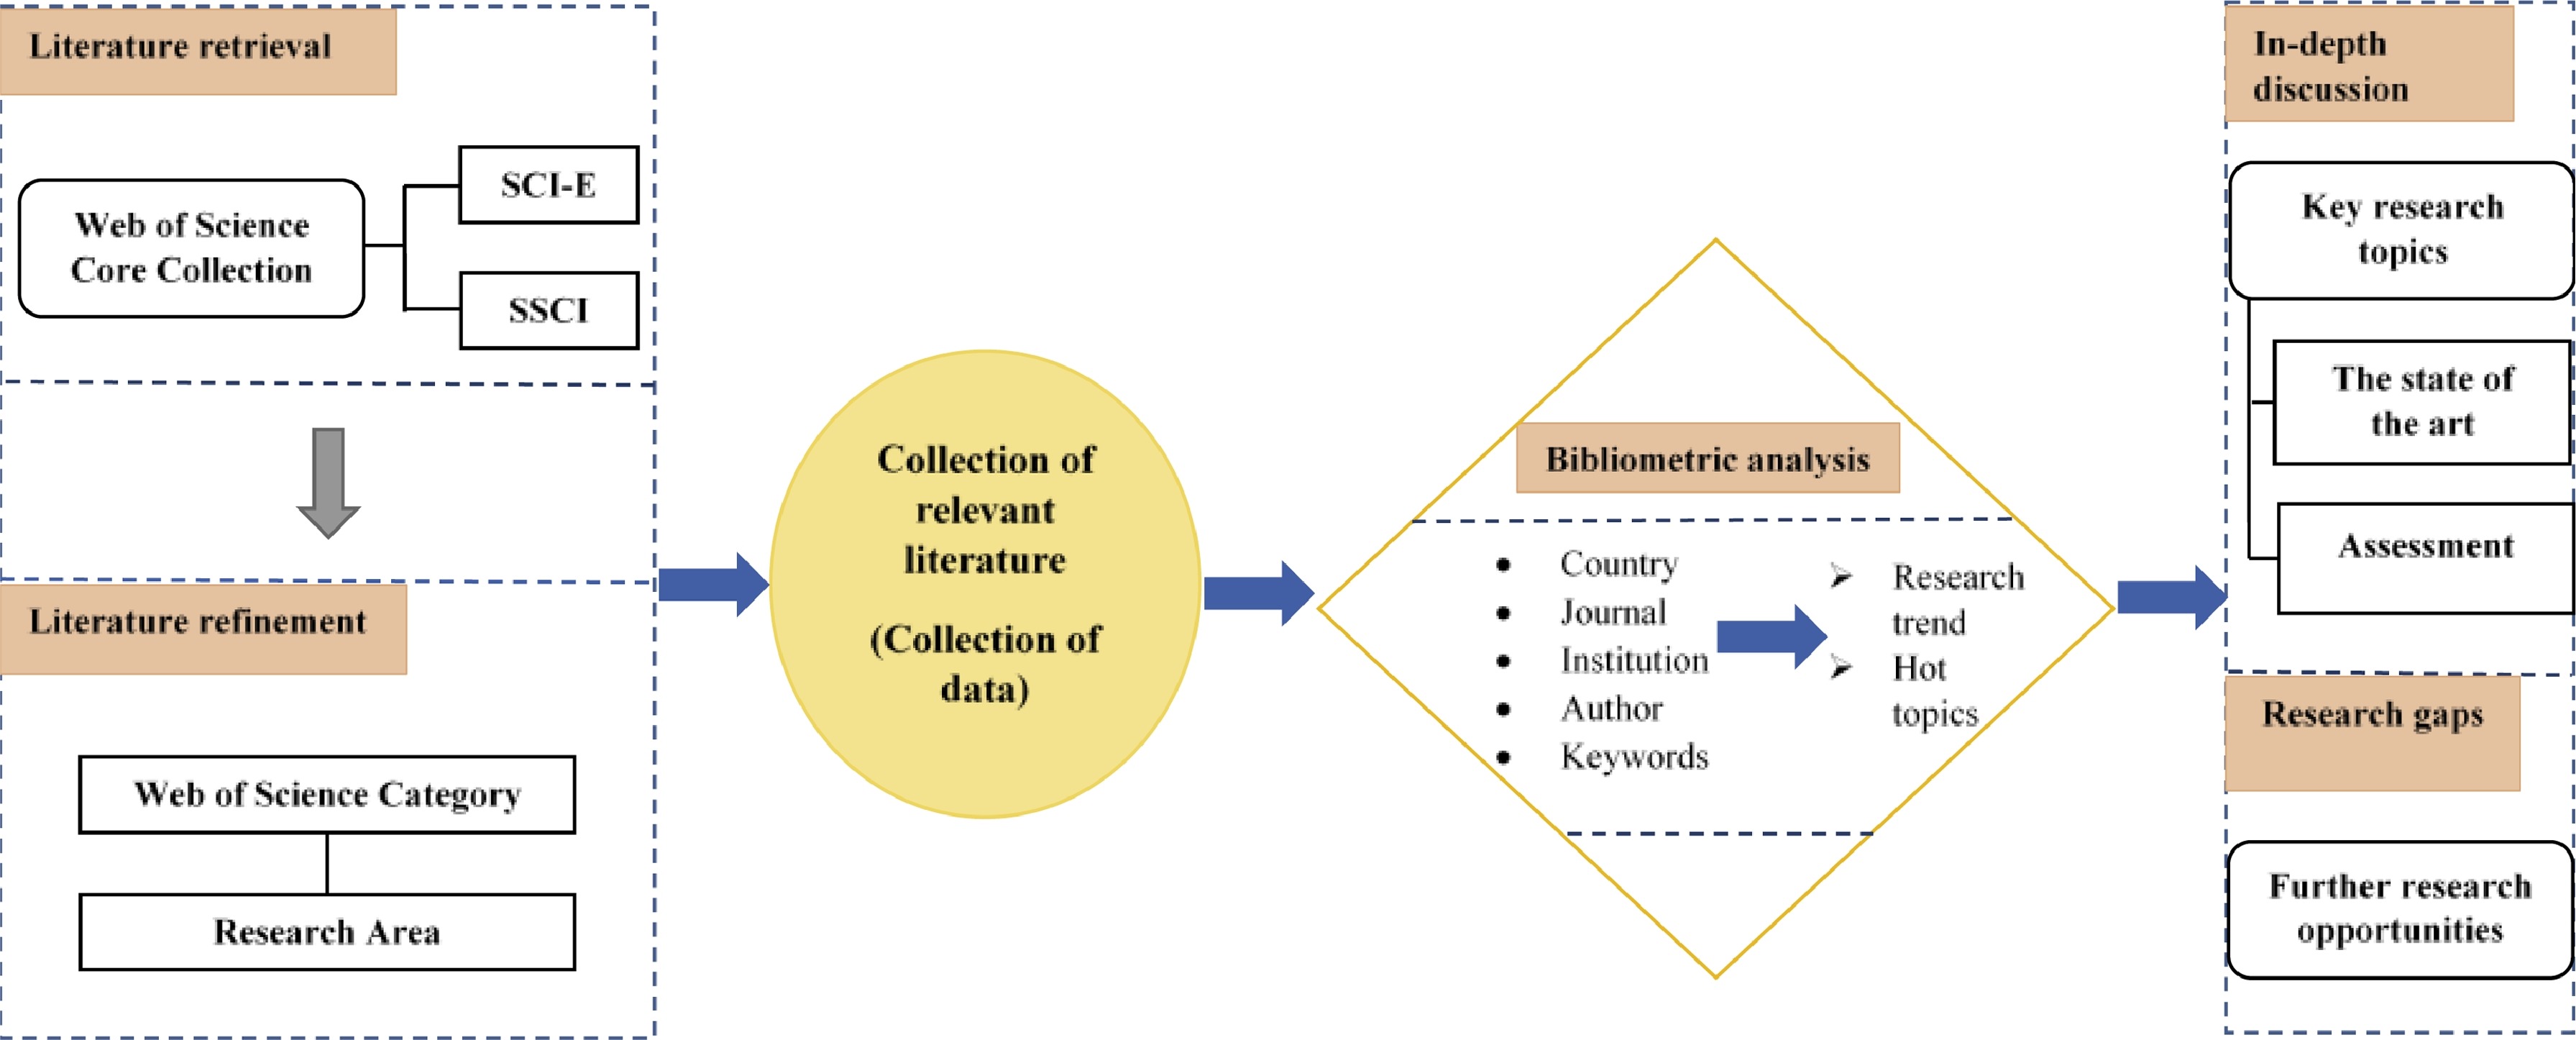 Literature retrieval
Web of Science
Core Collection
SCI-E
SSCI
Literature refinement
Web of Science Category
Research Area
Collection of
relevant
literature
(Collection of
data)
Bibliometric analysis
Country
Journal
Institution
Author
Keywords
Research
trend
Hot
topics
In-depth
discussion
Key research
topics
The state of
the art
Assessment
Research gaps
Further research
opportunities